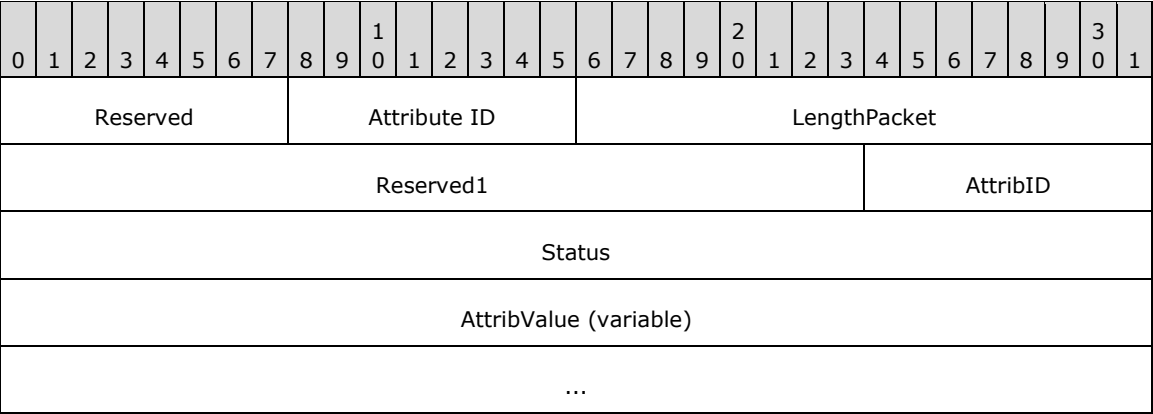 1 2 3
0 1 2 3 4 5 6 7 8 9 0 1 2 3 4 5 6 7 8 9 0 1 2 3 4 5 6 7 8 9 0 1
Reserved Attribute ID LengthPacket
Reserved1 AttribID
Status
AttribValue (variable)
...